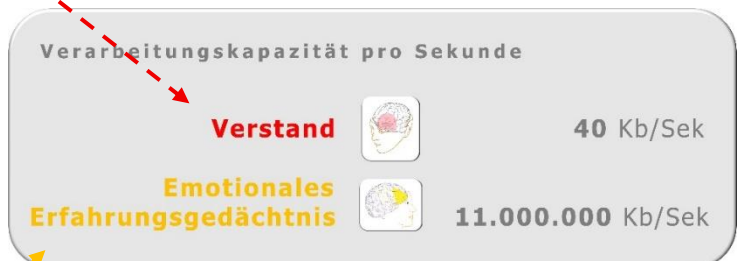 Verarbeitungskapazität pro Sekunde
Verstand 40 Kb/Sek
Emotionales
Erfahrungsgedächtnis 11.000.000 Kb/Sek